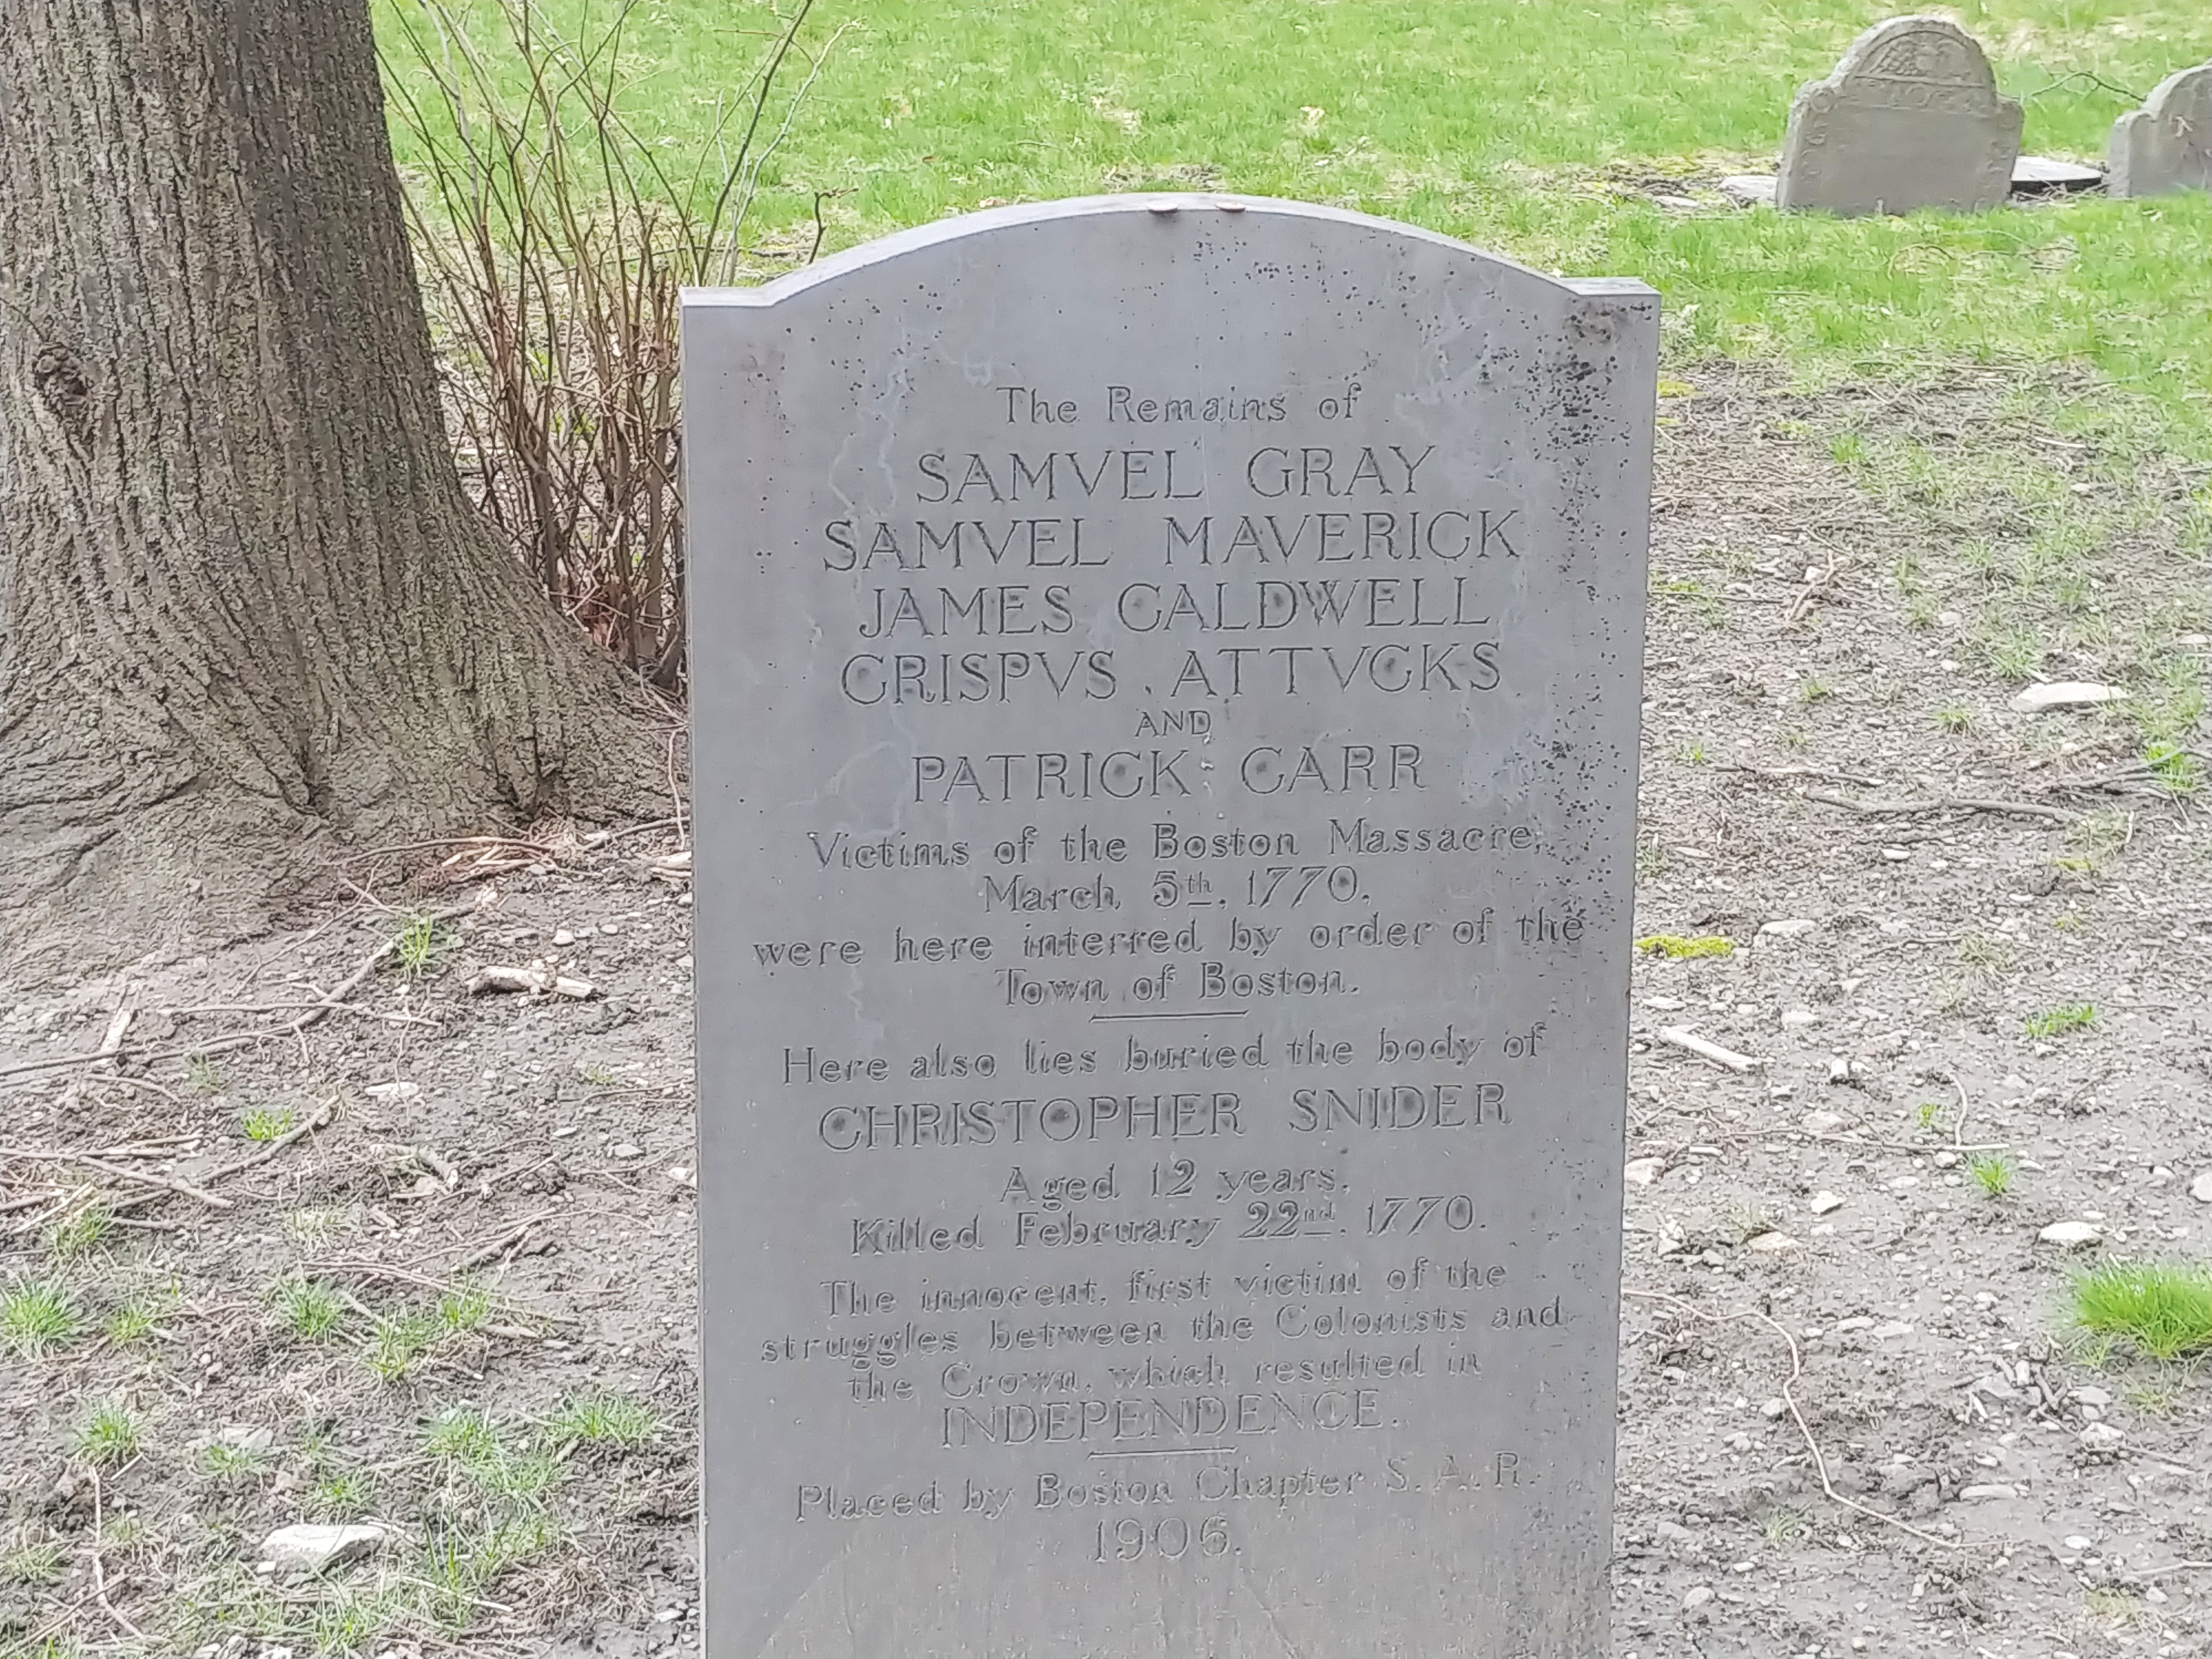 The Remains of
SAMVEL GRAY
SAMVEL MAVERICK
JAMES CALDWELL
CRISPVS ATTVCKS
AND
PATRICK CARR
Victims of the Boston Massacre,
March 5th. 1770,
were here interred by order of the
Town of Boston.
Here also lies buried the body of
CHRISTOPHER SNIDER
Aged 12 years,
Killed February 22nd. 1770.
The innocent, first victim of the
struggles between the Colonists and
the Crown, which resulted in
INDEPENDENCE.
Placed by Boston Chapter S. A. R.
1906.